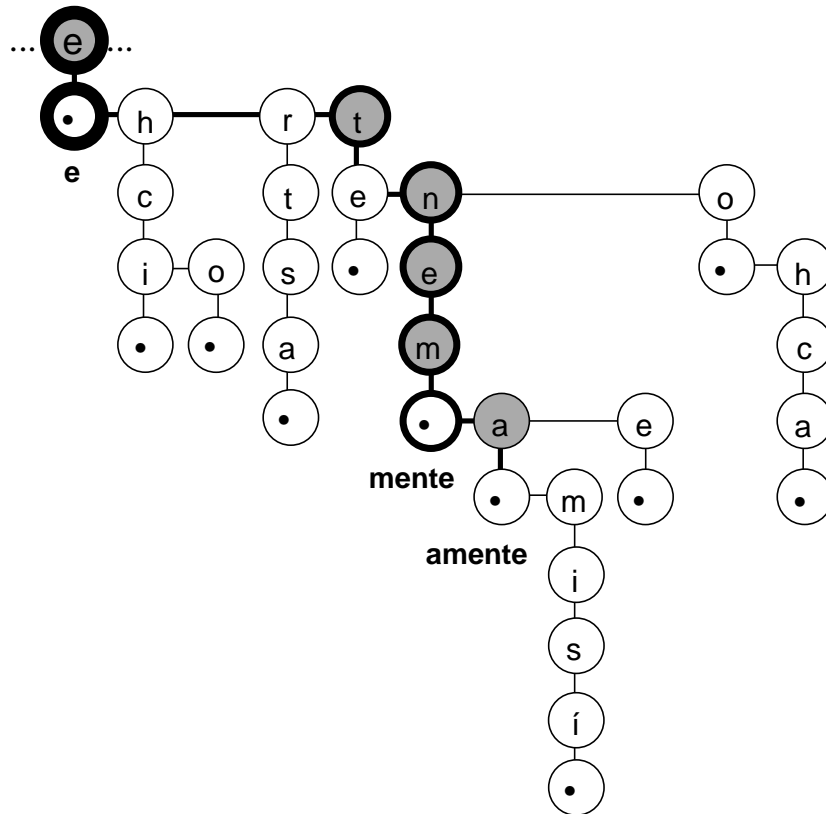 ... e ...
• h r t
e
c t e n o
i o s • e • h
• • a m c
• • a e a
mente
• m • •
amente
i
s
í
•